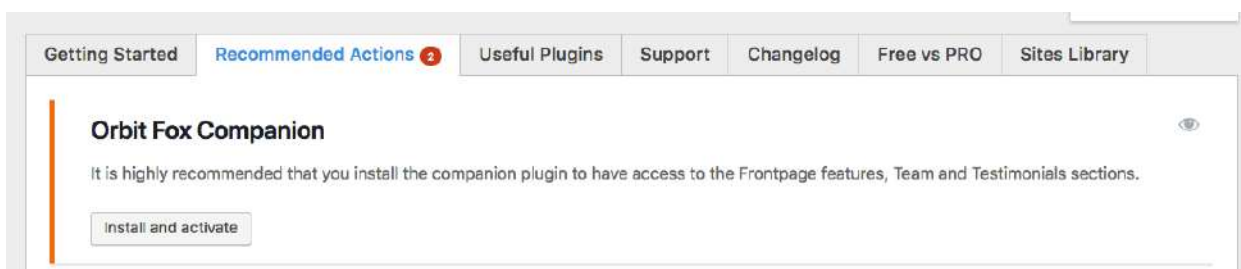 Getting Started Recommended Actions 2 Useful Plugins Support Changelog Free vs PRO Sites Library
Orbit Fox Companion
It is highly recommended that you install the companion plugin to have access to the Frontpage features, Team and Testimonials sections.
Install and activate